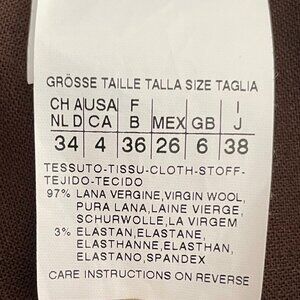 GRÖSSE TAILLE TALLA SIZE TAGLIA
CH A USA F I
NL D CA B MEX GB J
34 4 36 26 6 38
TESSUTO-TISSU-CLOTH-STOFF-
TEJIDO-TECIDO
97% LANA VERGINE,VIRGIN WOOL,
PURA LANA,LAINE VIERGE,
SCHURWOLLE,LA VIRGEM
3% ELASTAN,ELASTANE,
ELASTHANNE,ELASTHAN,
ELASTANO,SPANDEX
CARE INSTRUCTIONS ON REVERSE